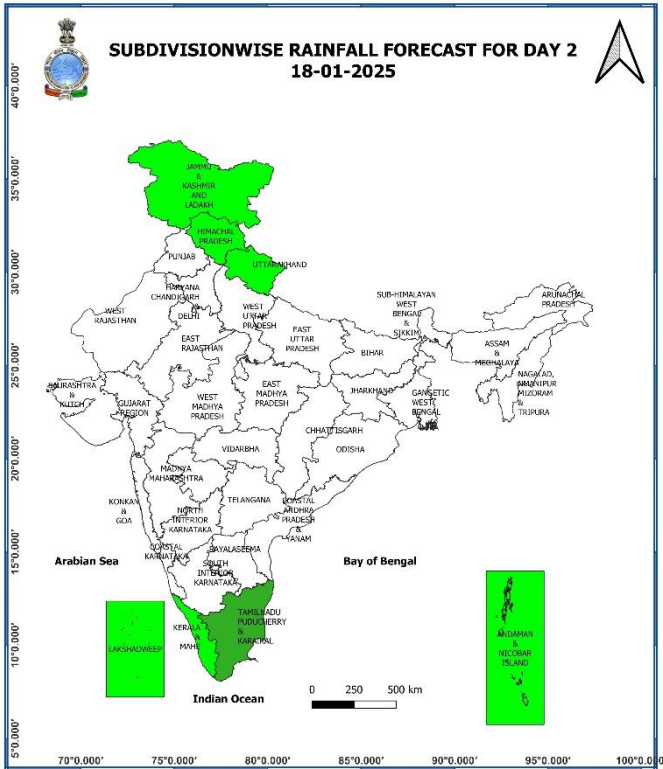 SUBDIVISIONWISE RAINFALL FORECAST FOR DAY 2
18-01-2025
40°0.000'
35°0.000'
30°0.000'
25°0.000'
20°0.000'
15°0.000'
10°0.000'
5°0.000'
JAMMU
&
KASHMIR
AND
LADAKH
HIMACHAL
PRADESH
PUNJAB
UTTARAKHAND
HARYANA
CHANDIGARH
&
DELHI
WEST
RAJASTHAN
WEST
UTTAR
PRADESH
EAST
RAJASTHAN
EAST
UTTAR
PRADESH
SUB-HIMALAYAN
WEST
BENGAL
&
SIKKIM
ARUNACHAL
PRADESH
BIHAR
ASSAM
&
MEGHALAYA
NAGALAD,
MANIPUR
MIZORAM
&
TRIPURA
SAURASHTRA
&
KUTCH
GUJARAT
REGION
WEST
MADHYA
PRADESH
EAST
MADHYA
PRADESH
JHARKHAND
GANGETIC
WEST
BENGAL
CHHATTISGARH
ODISHA
VIDARBHA
MADHYA
MAHARASHTRA
KONKAN
&
GOA
NORTH
INTERIOR
KARNATAKA
TELANGANA
COASTAL
ANDHRA
PRADESH
&
YANAM
COASTAL
KARNATAKA
RAYALASEEMA
SOUTH
INTERIOR
KARNATAKA
Arabian Sea
Bay of Bengal
KERALA
&
MAHE
TAMILNADU
PUDUCHERRY
&
KARAIKAL
LAKSHADWEEP
ANDAMAN
&
NICOBAR
ISLAND
Indian Ocean
0 250 500 km
70°0.000' 75°0.000' 80°0.000' 85°0.000' 90°0.000' 95°0.000' 100°0.000'